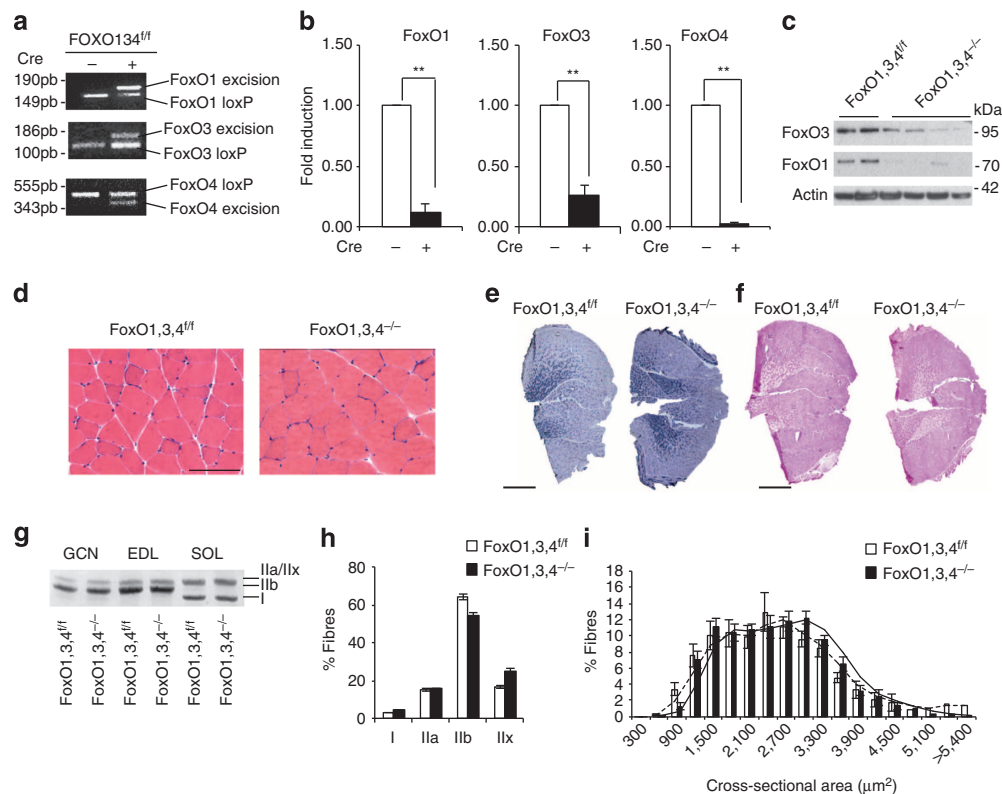 a
FOXO134f/f
Cre – +
190pb
149pb
FoxO1 excision
FoxO1 loxP
186pb
100pb
FoxO3 excision
FoxO3 loxP
555pb
343pb
FoxO4 loxP
FoxO4 excision
b
Fold induction
FoxO1
1.50
1.00
0.50
0.00
**
Cre – +
FoxO3
1.50
1.00
0.50
0.00
**
Cre – +
FoxO4
1.50
1.00
0.50
0.00
**
Cre – +
c
FoxO1,3,4f/f
FoxO1,3,4–/–
kDa
FoxO3
-95
FoxO1
-70
-42
Actin
d
FoxO1,3,4f/f
FoxO1,3,4–/–
e
FoxO1,3,4f/f
FoxO1,3,4–/–
f
FoxO1,3,4f/f
FoxO1,3,4–/–
g
GCN EDL SOL
IIa/IIx
IIb
I
FoxO1,3,4f/f
FoxO1,3,4–/–
FoxO1,3,4f/f
FoxO1,3,4–/–
FoxO1,3,4f/f
FoxO1,3,4–/–
h
FoxO1,3,4f/f
FoxO1,3,4–/–
% Fibres
80
60
40
20
0
I IIa IIb IIx
i
FoxO1,3,4f/f
FoxO1,3,4–/–
% Fibres
18
16
14
12
10
8
6
4
2
0
300 900 1,500 2,100 2,700 3,300 3,900 4,500 5,100 >5,400
Cross-sectional area (μm2)